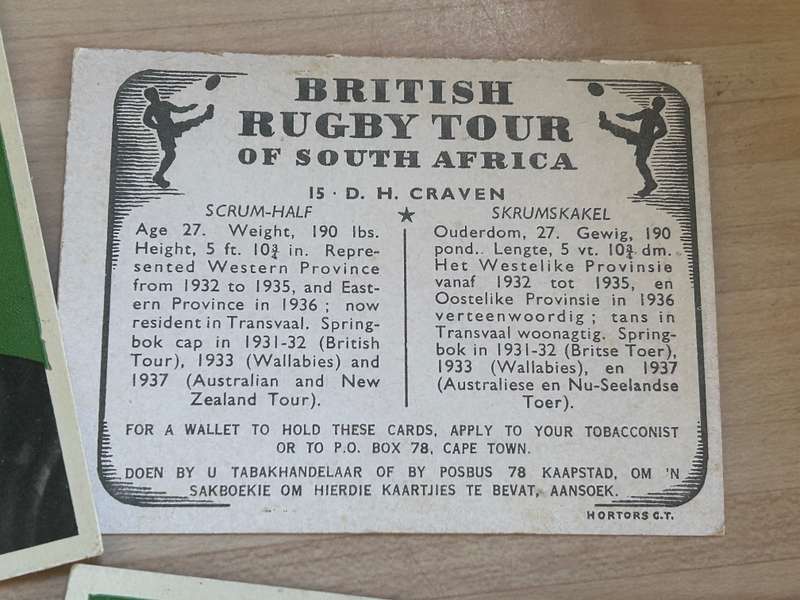 BRITISH
RUGBY TOUR
OF SOUTH AFRICA
15 · D. H. CRAVEN
SCRUM-HALF
Age 27. Weight, 190 lbs.
Height, 5 ft. 10¾ in. Repre-
sented Western Province
from 1932 to 1935, and East-
ern Province in 1936 ; now
resident in Transvaal. Spring-
bok cap in 1931-32 (British
Tour), 1933 (Wallabies) and
1937 (Australian and New
Zealand Tour).
SKRUMSKAKEL
Ouderdom, 27. Gewig, 190
pond.. Lengte, 5 vt. 10¾ dm.
Het Westelike Provinsie
vanaf 1932 tot 1935, en
Oostelike Provinsie in 1936
verteenwoordig ; tans in
Transvaal woonagtig. Spring-
bok in 1931-32 (Britse Toer),
1933 (Wallabies), en 1937
(Australiese en Nu-Seelandse
Toer).
FOR A WALLET TO HOLD THESE CARDS, APPLY TO YOUR TOBACCONIST
OR TO P.O. BOX 78, CAPE TOWN.
DOEN BY U TABAKHANDELAAR OF BY POSBUS 78 KAAPSTAD, OM 'N
SAKBOEKIE OM HIERDIE KAARTJIES TE BEVAT, AANSOEK.
HORTORS C.T.